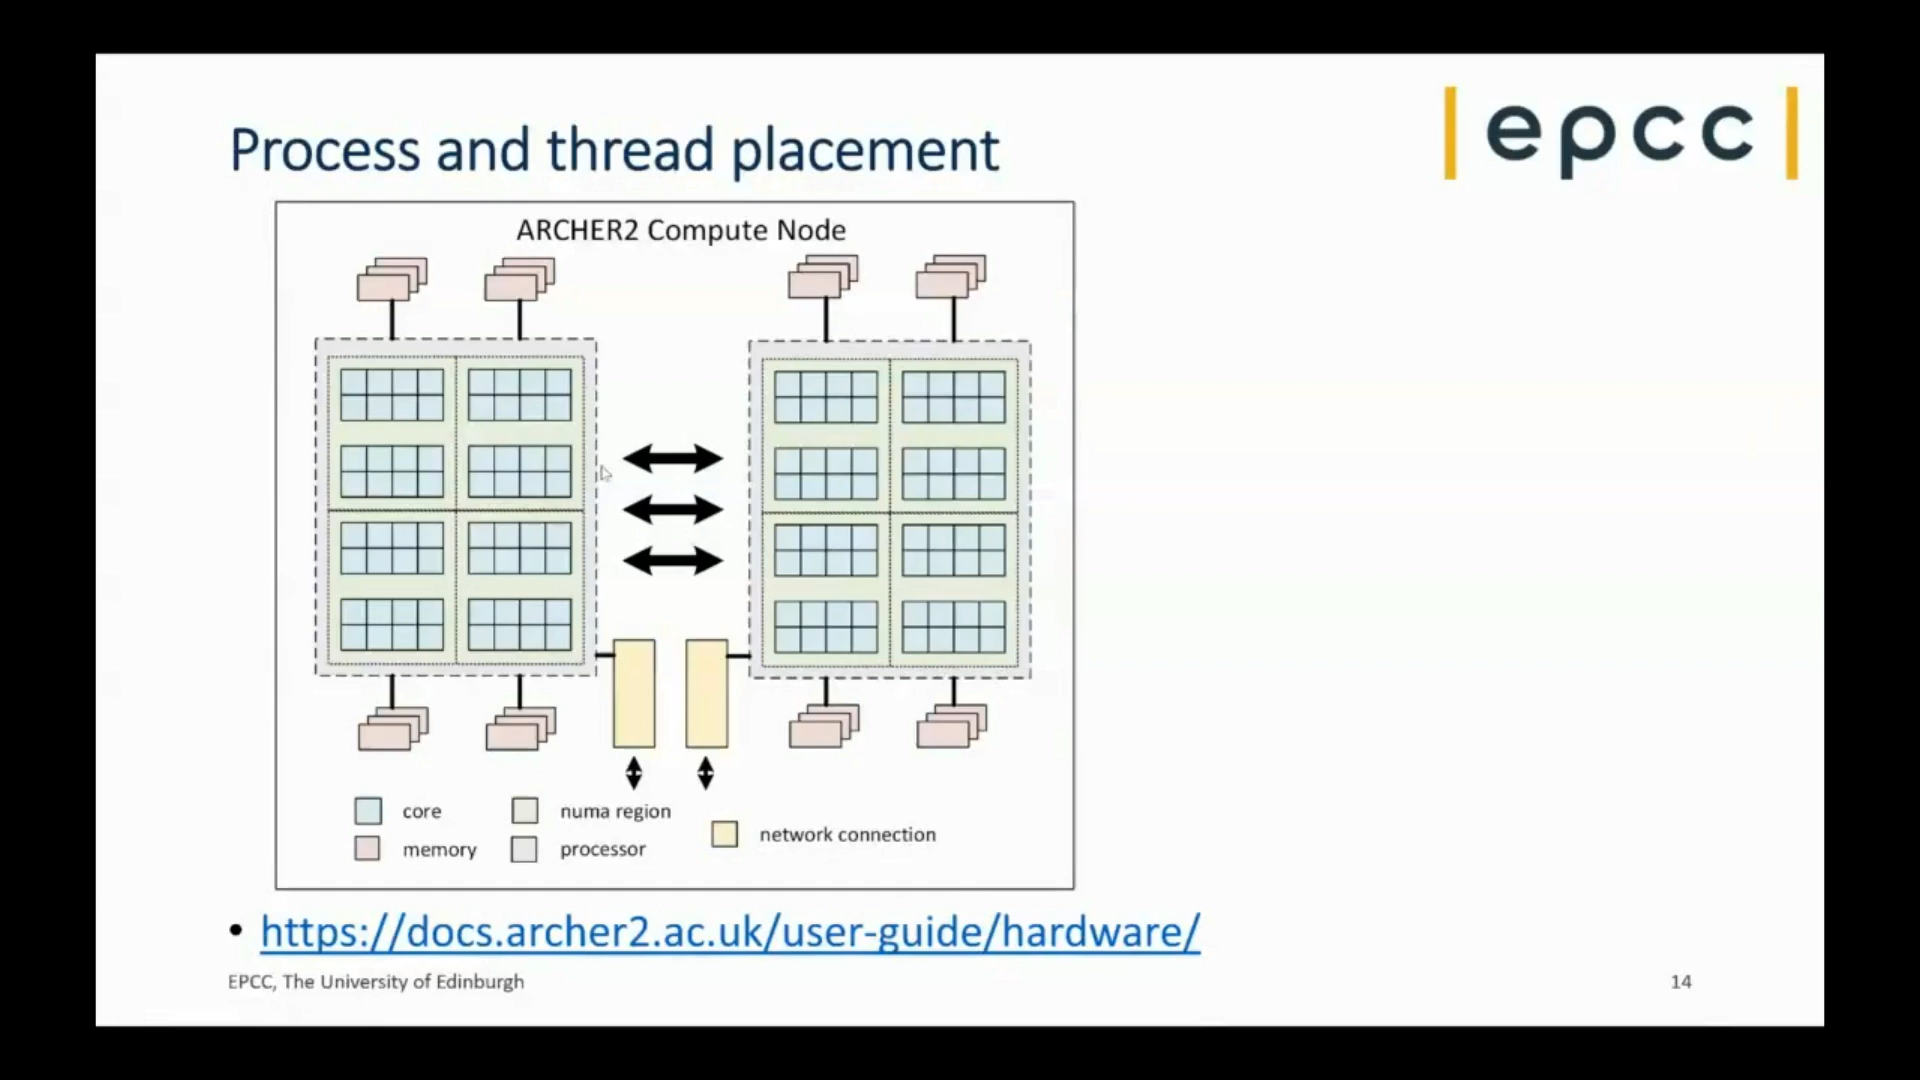 Process and thread placement
epcc
ARCHER2 Compute Node
core
numa region
memory
processor
network connection
• https://docs.archer2.ac.uk/user-guide/hardware/
EPCC, The University of Edinburgh
14